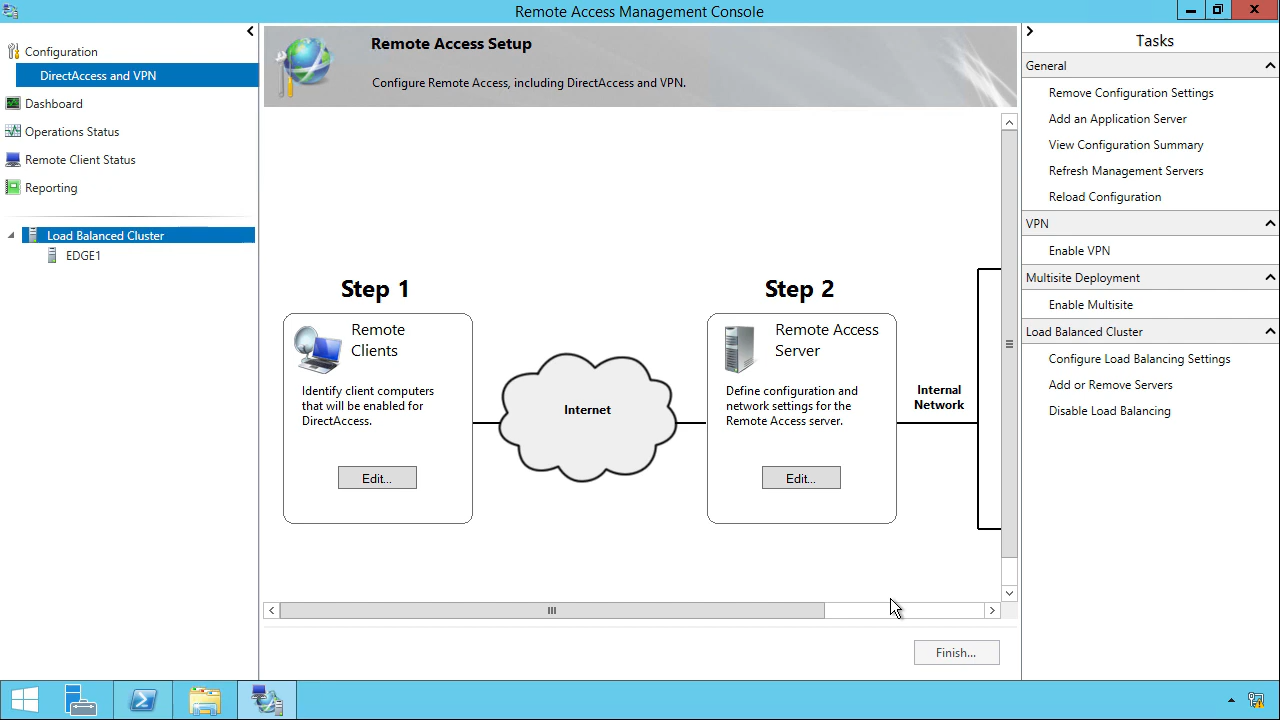 Remote Access Management Console
Configuration
DirectAccess and VPN
Dashboard
Operations Status
Remote Client Status
Reporting
Load Balanced Cluster
EDGE1
Remote Access Setup
Configure Remote Access, including DirectAccess and VPN.
Step 1
Remote
Clients
Identify client computers
that will be enabled for
DirectAccess.
Edit...
Internet
Step 2
Remote Access
Server
Define configuration and
network settings for the
Remote Access server.
Edit...
Internal
Network
Finish...
Tasks
General
Remove Configuration Settings
Add an Application Server
View Configuration Summary
Refresh Management Servers
Reload Configuration
VPN
Enable VPN
Multisite Deployment
Enable Multisite
Load Balanced Cluster
Configure Load Balancing Settings
Add or Remove Servers
Disable Load Balancing